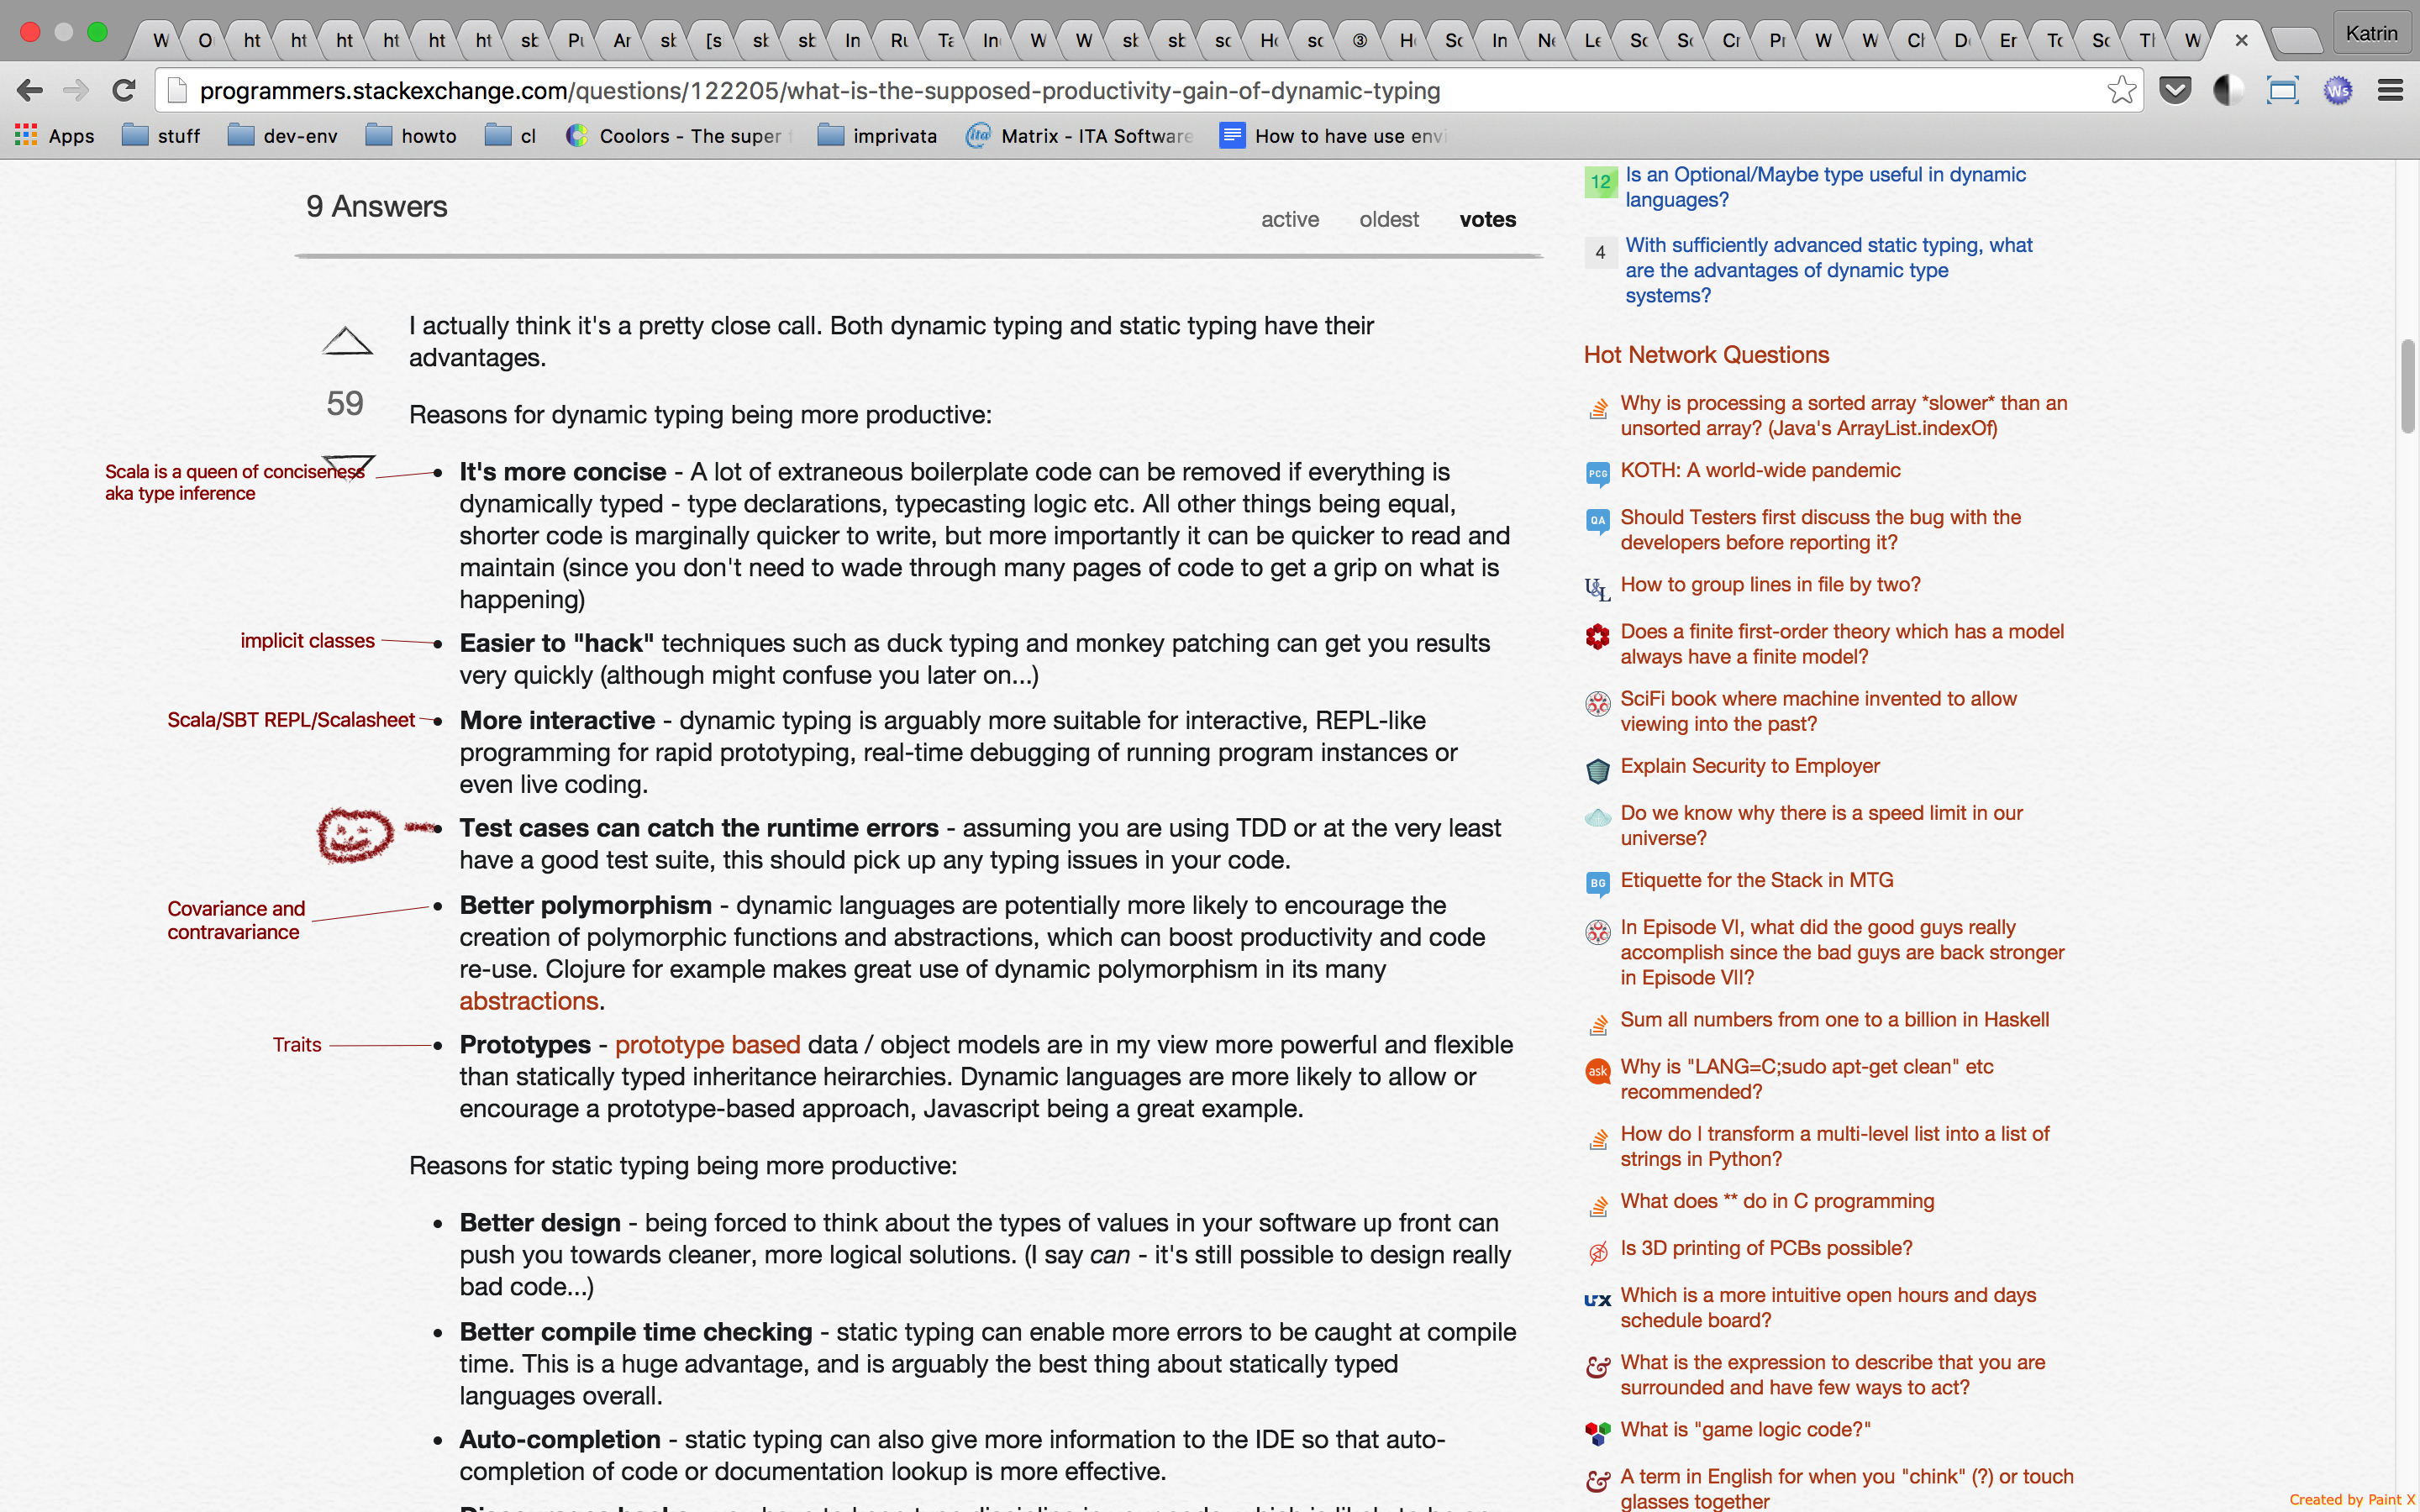 W
O
ht
ht
ht
ht
ht
ht
sb
Pu
Ar
sb
[s
sb
sb
In
Ru
Ta
In
W
W
sb
sb
sc
Ho
sc
③
H
Sc
In
Ne
Le
Sc
Sc
Cr
Pr
W
W
Cl
D
Er
To
Sc
Tl
W
Katrin
programmers.stackexchange.com/questions/122205/what-is-the-supposed-productivity-gain-of-dynamic-typing
Ws
Apps stuff dev-env howto cl Coolors - The super imprivata ita Matrix - ITA Software How to have use envi
9 Answers
active oldest votes
59
I actually think it's a pretty close call. Both dynamic typing and static typing have their
advantages.
Reasons for dynamic typing being more productive:
Scala is a queen of conciseness
aka type inference
• It's more concise - A lot of extraneous boilerplate code can be removed if everything is
dynamically typed - type declarations, typecasting logic etc. All other things being equal,
shorter code is marginally quicker to write, but more importantly it can be quicker to read and
maintain (since you don't need to wade through many pages of code to get a grip on what is
happening)
implicit classes
• Easier to "hack" techniques such as duck typing and monkey patching can get you results
very quickly (although might confuse you later on...)
Scala/SBT REPL/Scalasheet
• More interactive - dynamic typing is arguably more suitable for interactive, REPL-like
programming for rapid prototyping, real-time debugging of running program instances or
even live coding.
• Test cases can catch the runtime errors - assuming you are using TDD or at the very least
have a good test suite, this should pick up any typing issues in your code.
Covariance and
contravariance
• Better polymorphism - dynamic languages are potentially more likely to encourage the
creation of polymorphic functions and abstractions, which can boost productivity and code
re-use. Clojure for example makes great use of dynamic polymorphism in its many
abstractions.
Traits
• Prototypes - prototype based data / object models are in my view more powerful and flexible
than statically typed inheritance heirarchies. Dynamic languages are more likely to allow or
encourage a prototype-based approach, Javascript being a great example.
Reasons for static typing being more productive:
• Better design - being forced to think about the types of values in your software up front can
push you towards cleaner, more logical solutions. (I say can - it's still possible to design really
bad code...)
• Better compile time checking - static typing can enable more errors to be caught at compile
time. This is a huge advantage, and is arguably the best thing about statically typed
languages overall.
• Auto-completion - static typing can also give more information to the IDE so that auto-
completion of code or documentation lookup is more effective.
12 Is an Optional/Maybe type useful in dynamic
languages?
4 With sufficiently advanced static typing, what
are the advantages of dynamic type
systems?
Hot Network Questions
Why is processing a sorted array *slower* than an
unsorted array? (Java's ArrayList.indexOf)
PCG KOTH: A world-wide pandemic
QA Should Testers first discuss the bug with the
developers before reporting it?
U&L How to group lines in file by two?
Does a finite first-order theory which has a model
always have a finite model?
SciFi book where machine invented to allow
viewing into the past?
Explain Security to Employer
Do we know why there is a speed limit in our
universe?
BG Etiquette for the Stack in MTG
In Episode VI, what did the good guys really
accomplish since the bad guys are back stronger
in Episode VII?
Sum all numbers from one to a billion in Haskell
ask Why is "LANG=C;sudo apt-get clean" etc
recommended?
How do I transform a multi-level list into a list of
strings in Python?
What does ** do in C programming
Is 3D printing of PCBs possible?
UX Which is a more intuitive open hours and days
schedule board?
& What is the expression to describe that you are
surrounded and have few ways to act?
What is "game logic code?"
& A term in English for when you "chink" (?) or touch
glasses together
Created by Paint X